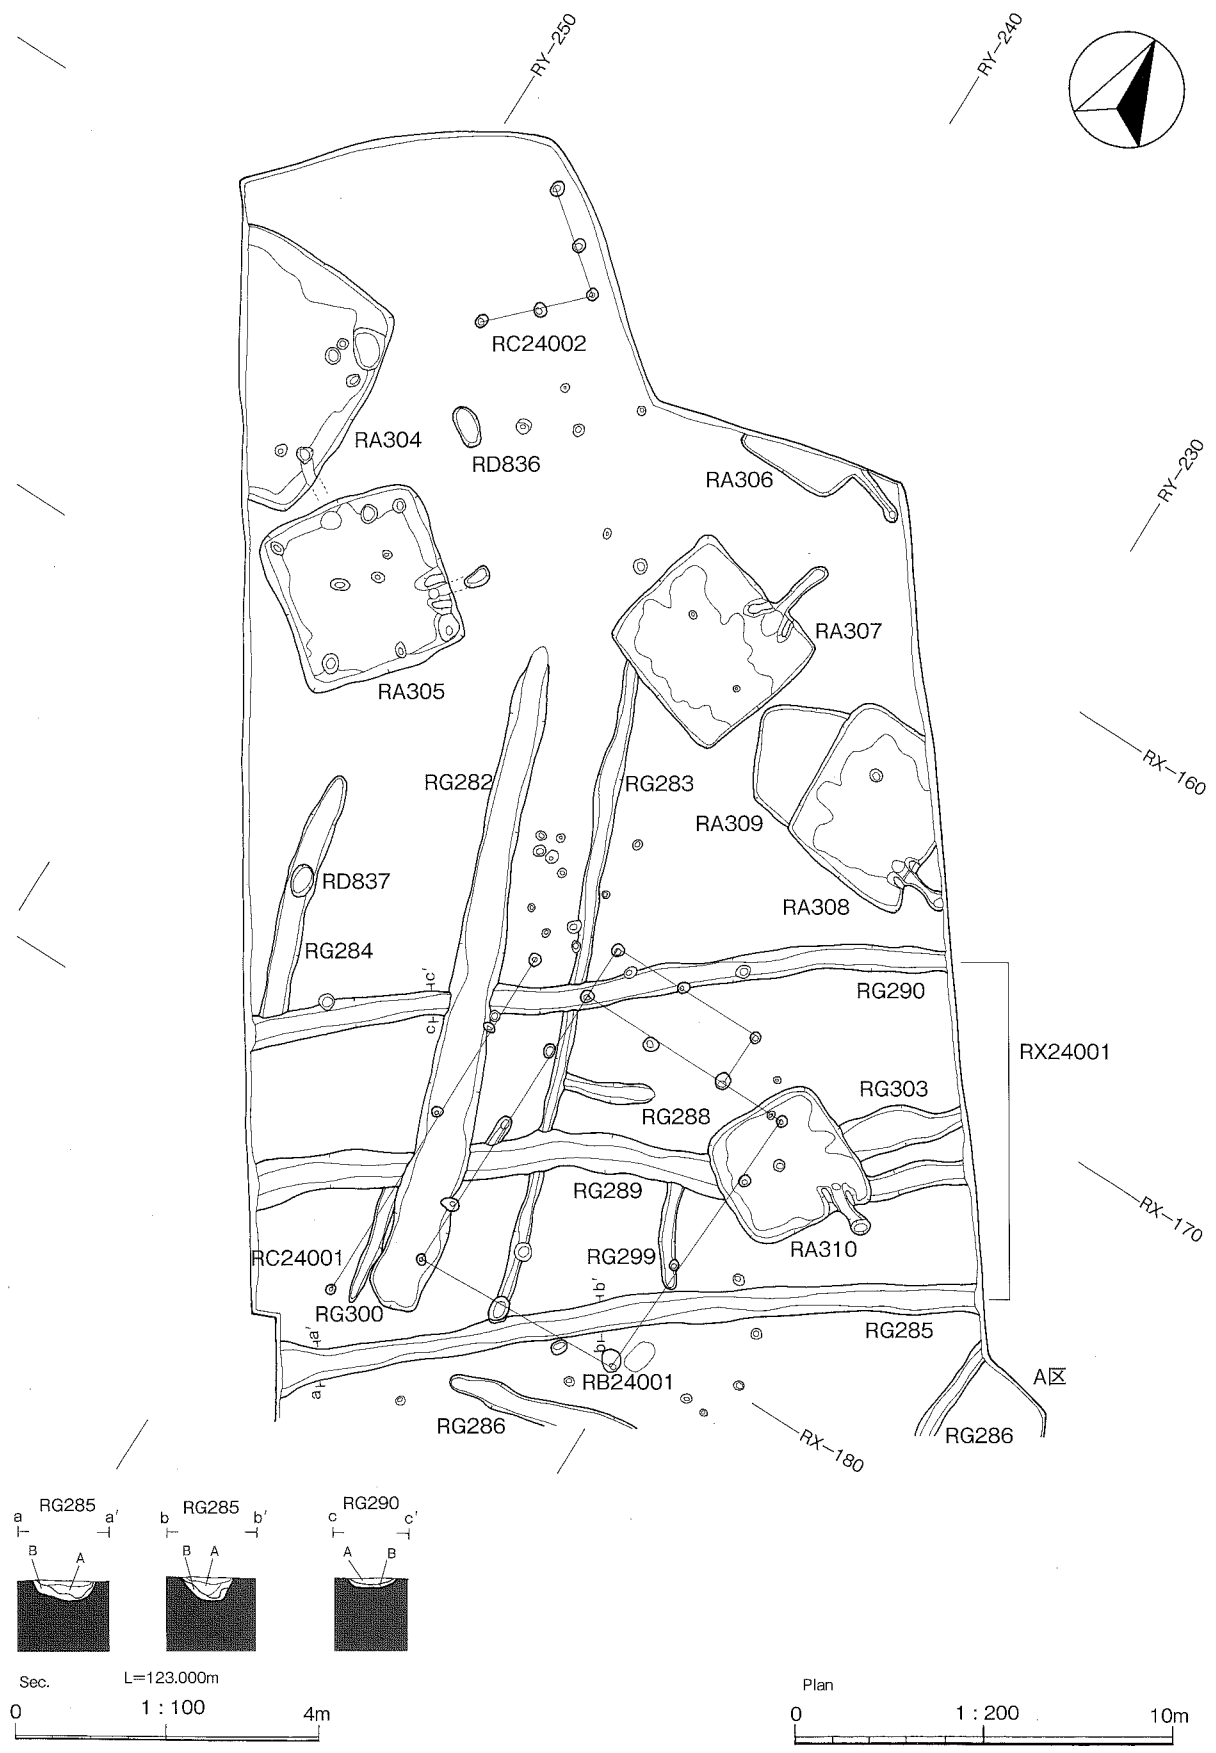 RY-250
RY-240
RC24002
RA304
RD836
RA306
RY-230
RA307
RA305
RG282
RG283
RX-160
RA309
RD837
RA308
RG284
c'
c
RG290
RX24001
RG303
RG288
RG289
RC24001
RG299
RA310
RX-170
RG300
b'
a'
RG285
b
a
RB24001
A区
RG286
RG286
RX-180
RG285
a a'
B A
RG285
b b'
B A
RG290
c c'
A B
Sec. L=123.000m
0 1:100 4m
Plan
0 1:200 10m